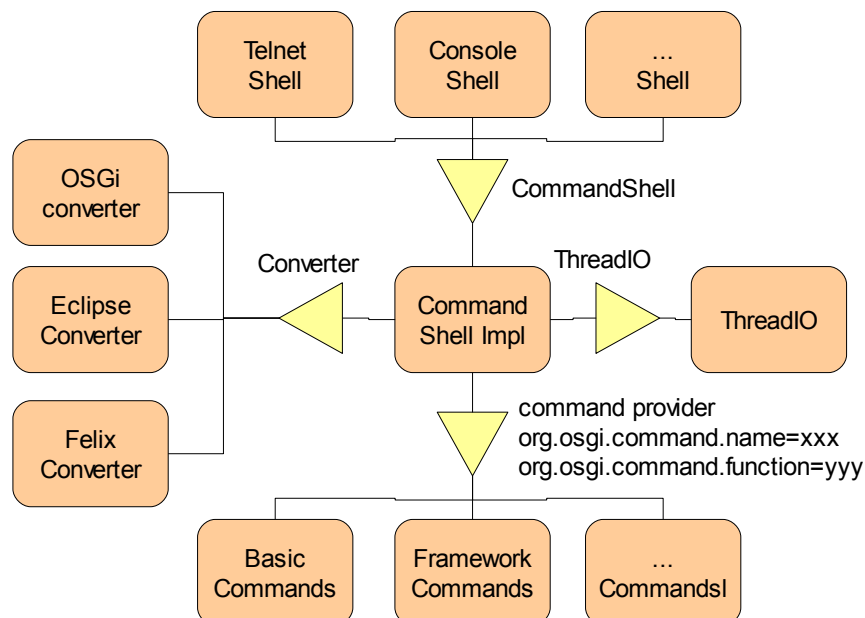 Telnet
Shell
Console
Shell
...
Shell
CommandShell
OSGi
converter
Eclipse
Converter
Felix
Converter
Converter
Command
Shell Impl
ThreadIO
ThreadIO
command provider
org.osgi.command.name=xxx
org.osgi.command.function=yyy
Basic
Commands
Framework
Commands
...
Commandsl